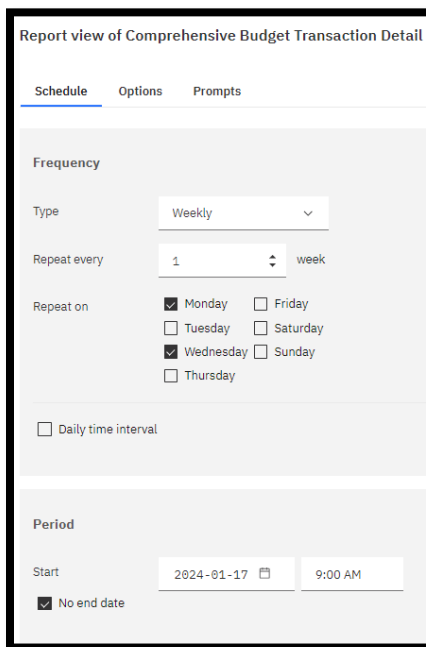 Report view of Comprehensive Budget Transaction Detail
Schedule Options Prompts
Frequency
Type Weekly
Repeat every 1 week
Repeat on Monday Friday
Tuesday Saturday
Wednesday Sunday
Thursday
Daily time interval
Period
Start 2024-01-17 9:00 AM
No end date